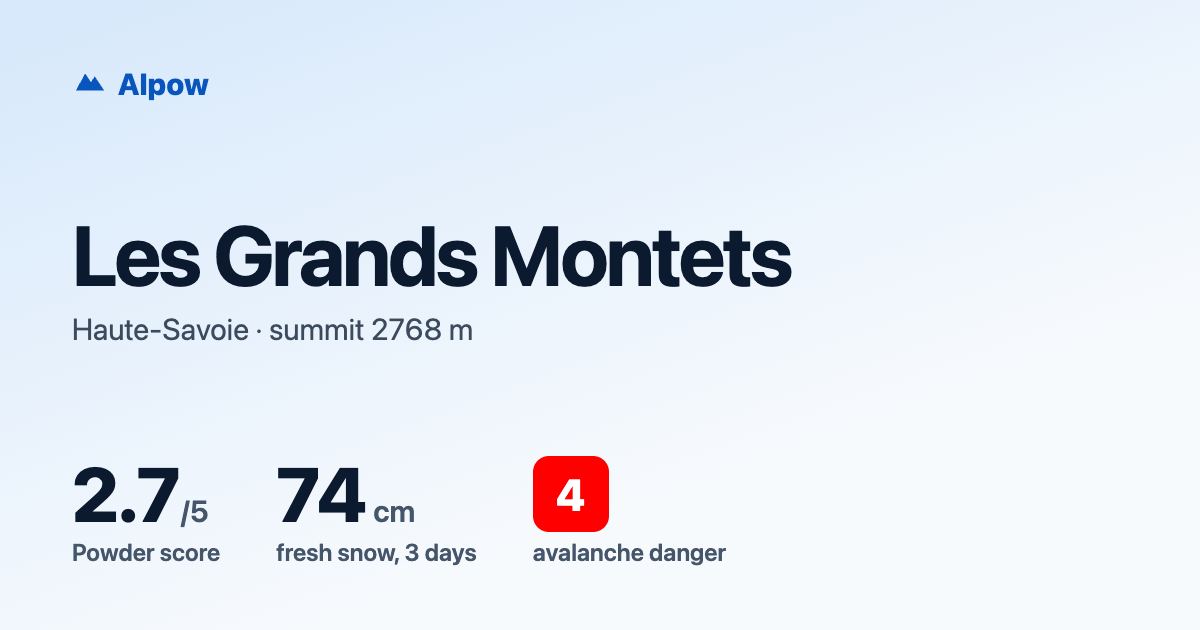 Alpow
Les Grands Montets
Haute-Savoie · summit 2768 m
2.7/5
Powder score
74 cm
fresh snow, 3 days
4
avalanche danger